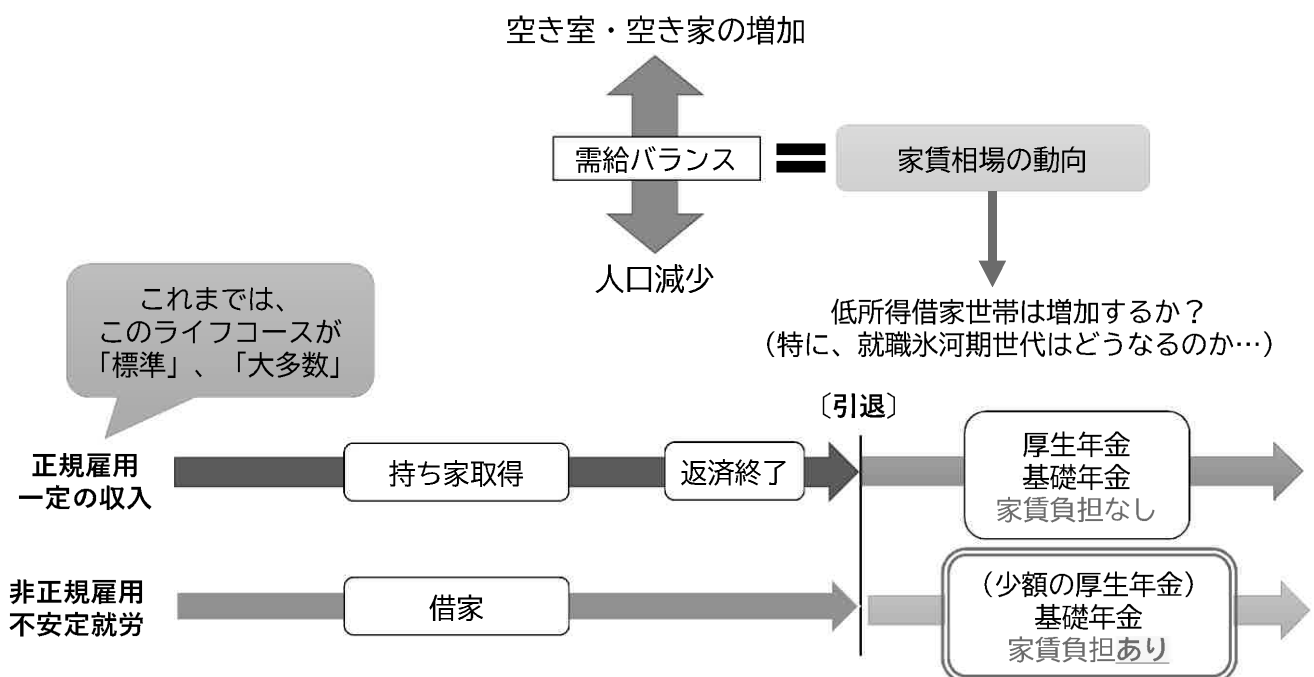 空き室・空き家の増加
需給バランス
家賃相場の動向
人口減少
低所得借家世帯は増加するか？
（特に、就職氷河期世代はどうなるのか…）
これまでは、
このライフコースが
「標準」、「大多数」
〔引退〕
正規雇用
一定の収入
持ち家取得
返済終了
厚生年金
基礎年金
家賃負担なし
非正規雇用
不安定就労
借家
（少額の厚生年金）
基礎年金
家賃負担あり